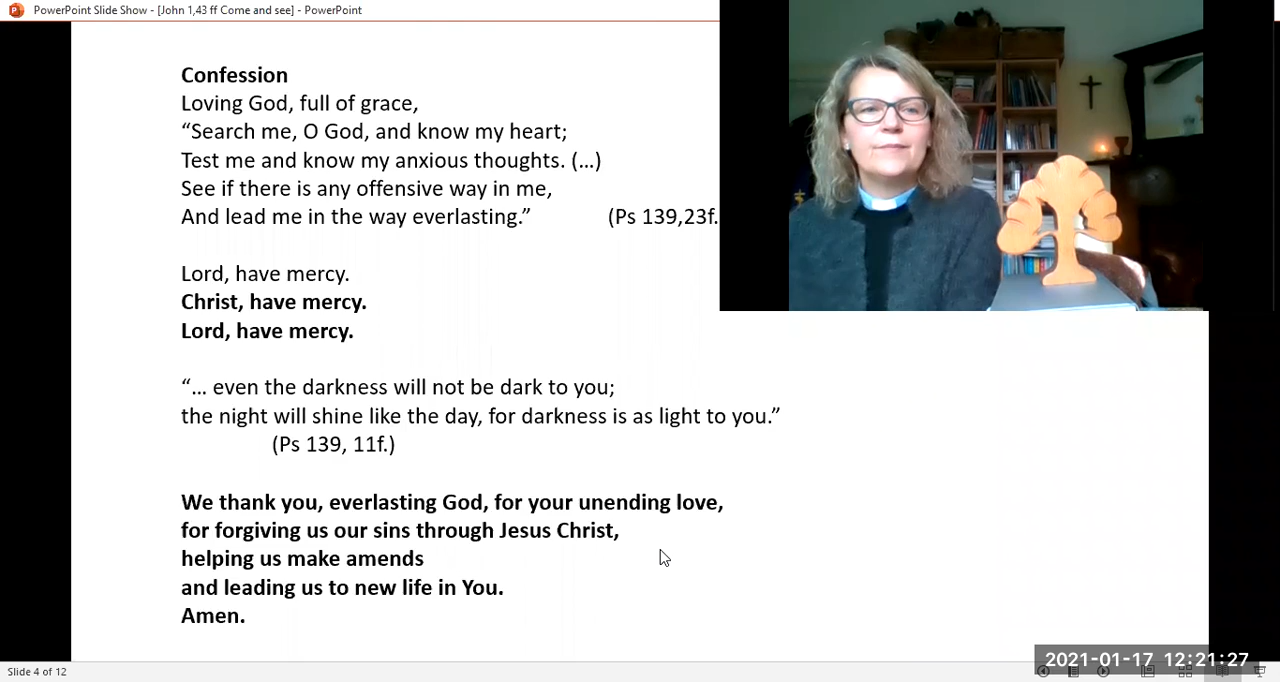 PowerPoint Slide Show - [John 1,43 ff Come and see] - PowerPoint
Confession
Loving God, full of grace,
“Search me, O God, and know my heart;
Test me and know my anxious thoughts. (…)
See if there is any offensive way in me,
And lead me in the way everlasting.” (Ps 139,23f.
Lord, have mercy.
Christ, have mercy.
Lord, have mercy.
“… even the darkness will not be dark to you;
the night will shine like the day, for darkness is as light to you.”
(Ps 139, 11f.)
We thank you, everlasting God, for your unending love,
for forgiving us our sins through Jesus Christ,
helping us make amends
and leading us to new life in You.
Amen.
Slide 4 of 12
2021-01-17 12:21:27